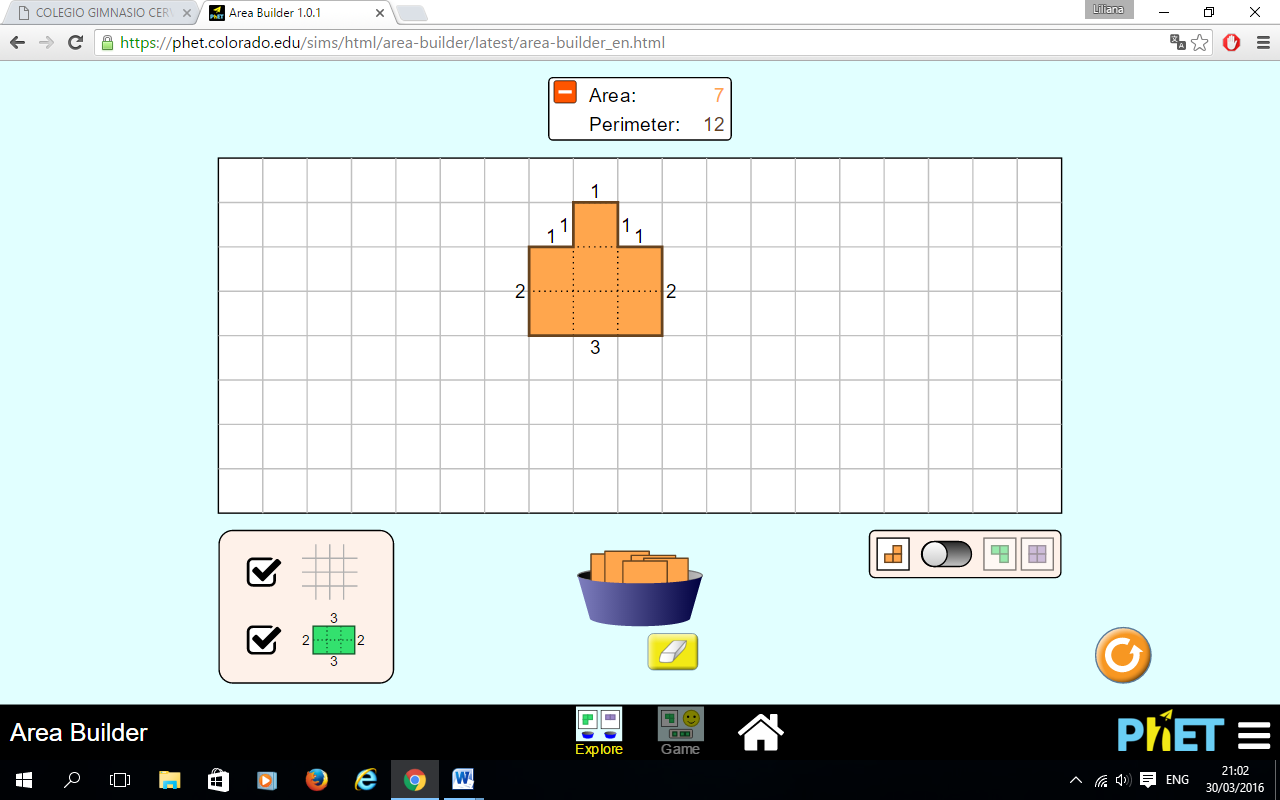 COLEGIO GIMNASIO CERV
Area Builder 1.0.1
Liliana
https://phet.colorado.edu/sims/html/area-builder/latest/area-builder_en.html
Area: 7
Perimeter: 12
1
1 1
1 1
2 2
3
3
2 2
3
Area Builder
Explore
Game
PhET
ENG
21:02
30/03/2016